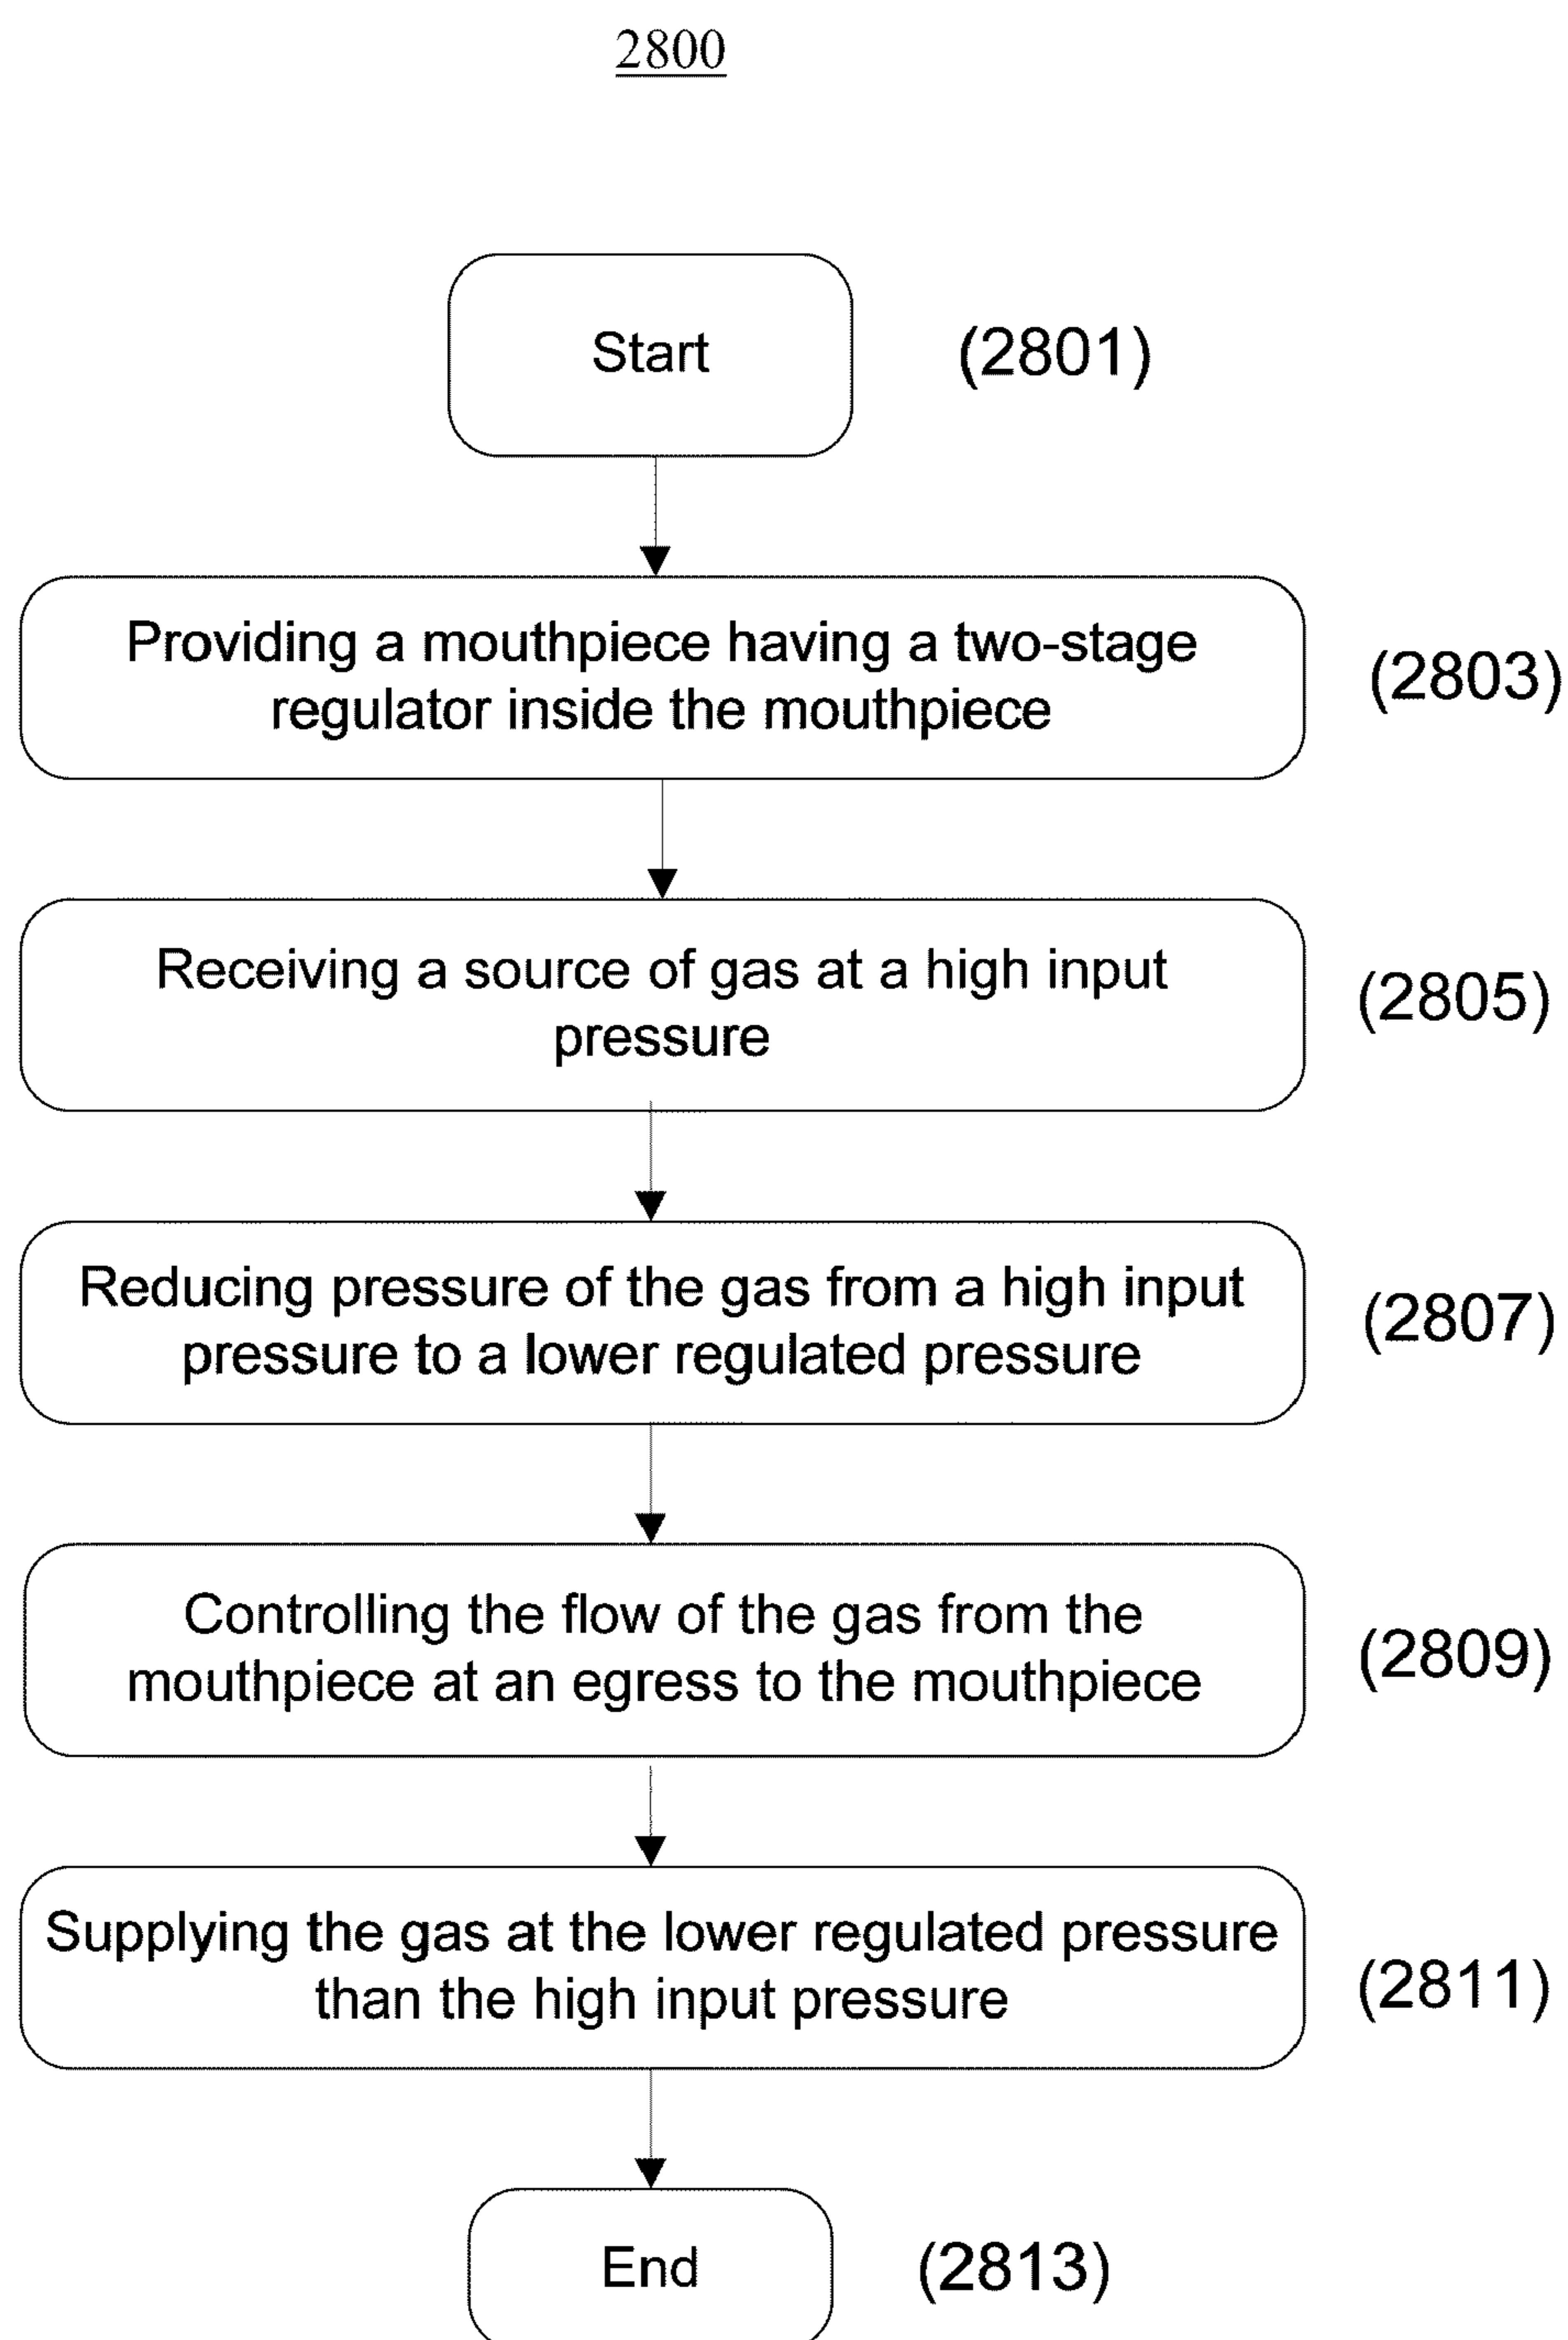 2800
Start
(2801)
Providing a mouthpiece having a two-stage
regulator inside the mouthpiece
(2803)
Receiving a source of gas at a high input
pressure
(2805)
Reducing pressure of the gas from a high input
pressure to a lower regulated pressure
(2807)
Controlling the flow of the gas from the
mouthpiece at an egress to the mouthpiece
(2809)
Supplying the gas at the lower regulated pressure
than the high input pressure
(2811)
End
(2813)